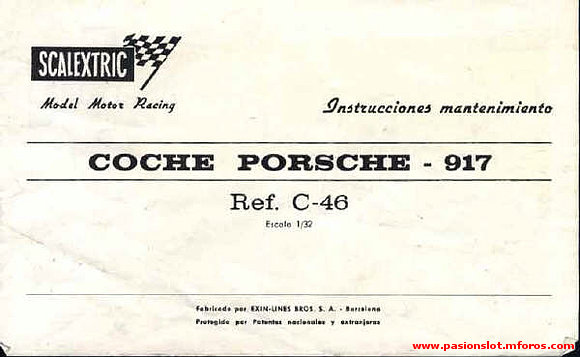 SCALEXTRIC
Model Motor Racing
Instrucciones mantenimiento
COCHE PORSCHE - 917
Ref. C-46
Escala 1/32
Fabricado por EXIN-LINES BROS. S. A. - Barcelona
Protegido por Patentes nacionales y extranjeras
www.pasionslot.mforos.com